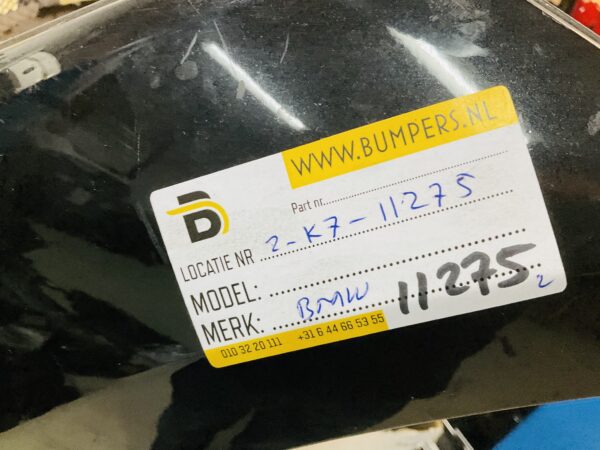 WWW.BUMPERS.NL
Part nr.
LOCATIE NR 2-K7-11275
MODEL:
MERK: BMW 11275 2
010 32 20 111 +31 6 44 66 53 55